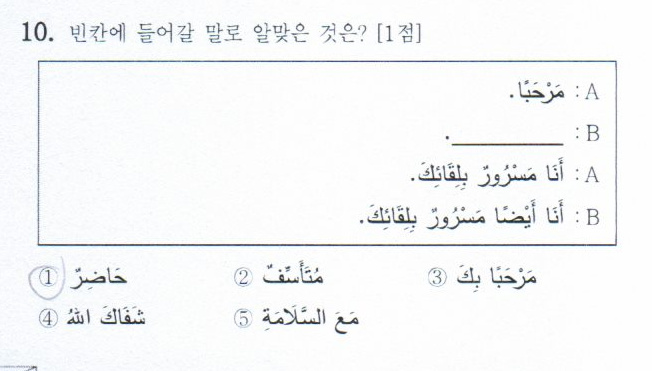 10. 빈칸에 들어갈 말로 알맞은 것은? [1점]
A : مَرْحَبًا.
B : ________.
A : أَنَا مَسْرُورٌ بِلِقَائِكَ.
B : أَنَا أَيْضًا مَسْرُورٌ بِلِقَائِكَ.
① حَاضِرٌ ② مُتَأَسِّفٌ ③ مَرْحَبًا بِكَ
④ شَفَاكَ اللهُ ⑤ مَعَ السَّلَامَةِ